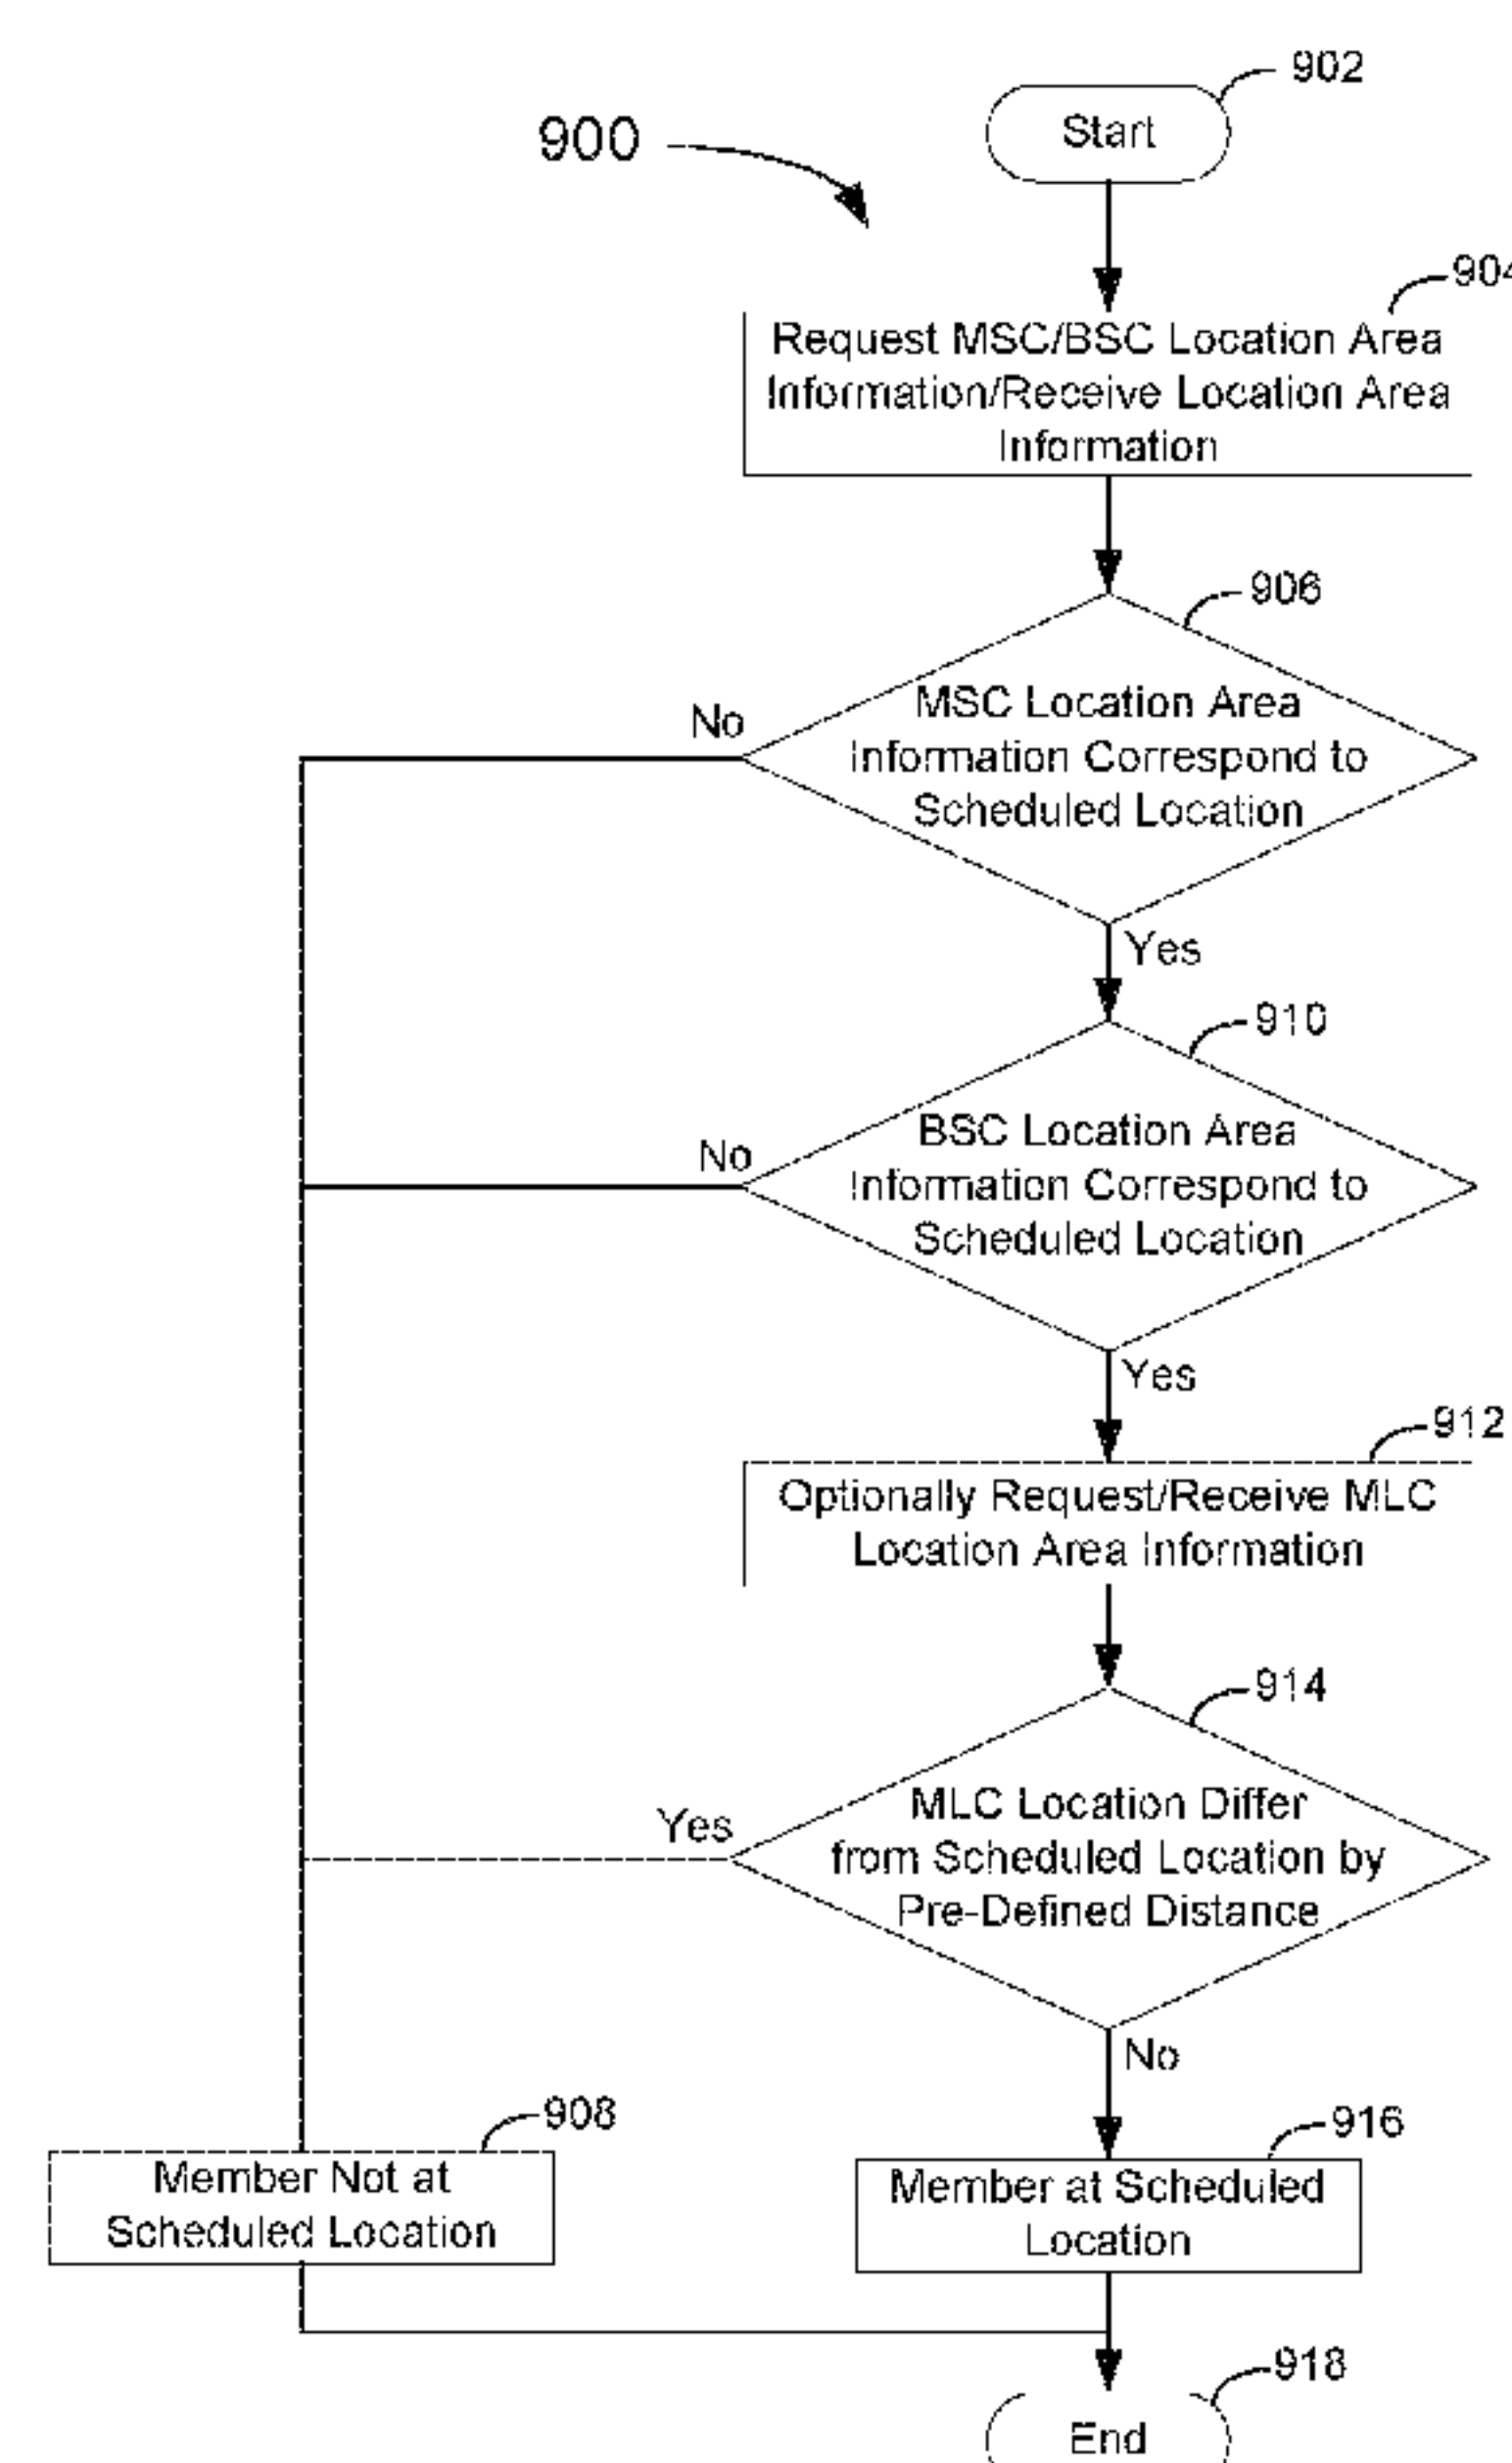 902
Start
900
904
Request MSC/BSC Location Area
Information/Receive Location Area
Information
906
MSC Location Area
Information Correspond to
Scheduled Location
No
Yes
910
BSC Location Area
Information Correspond to
Scheduled Location
No
Yes
912
Optionally Request/Receive MLC
Location Area Information
914
MLC Location Differ
from Scheduled Location by
Pre-Defined Distance
Yes
No
908
Member Not at
Scheduled Location
916
Member at Scheduled
Location
918
End